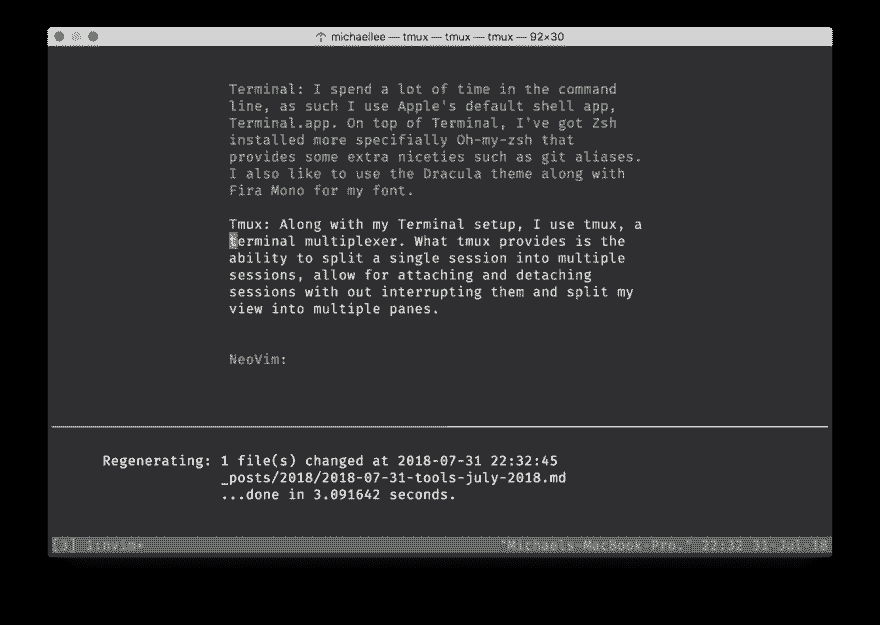 michaellee — tmux — tmux — tmux — 92×30
Terminal: I spend a lot of time in the command
line, as such I use Apple's default shell app,
Terminal.app. On top of Terminal, I've got Zsh
installed more specifially Oh-my-zsh that
provides some extra niceties such as git aliases.
I also like to use the Dracula theme along with
Fira Mono for my font.
Tmux: Along with my Terminal setup, I use tmux, a
terminal multiplexer. What tmux provides is the
ability to split a single session into multiple
sessions, allow for attaching and detaching
sessions with out interrupting them and split my
view into multiple panes.
NeoVim:
Regenerating: 1 file(s) changed at 2018-07-31 22:32:45
_posts/2018/2018-07-31-tools-july-2018.md
...done in 3.091642 seconds.
[3] 1:nvim* "Michaels MacBook Pro." 22:32 31-Jul-18